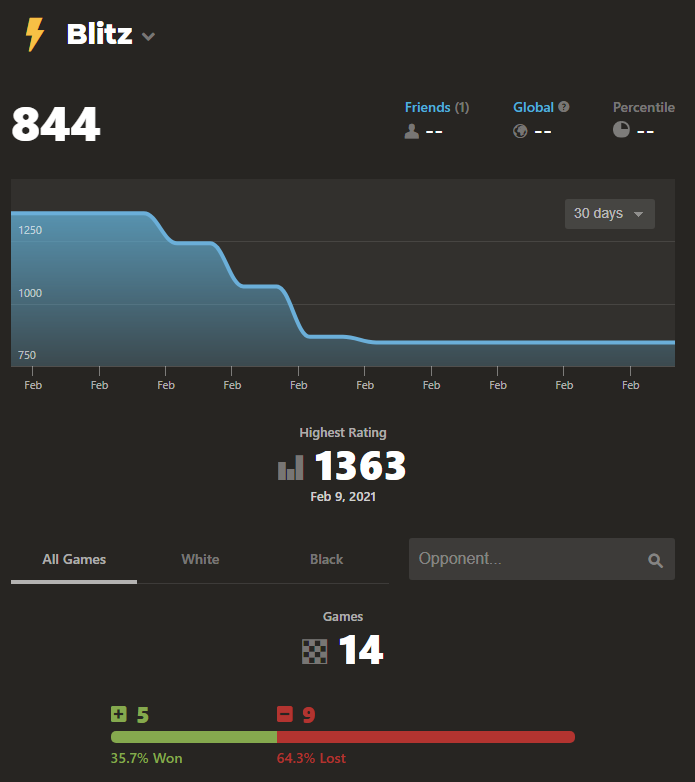 Blitz
844
Friends (1)
--
Global ?
--
Percentile
--
30 days
1250
1000
750
Feb Feb Feb Feb Feb Feb Feb Feb Feb Feb
Highest Rating
1363
Feb 9, 2021
All Games White Black
Opponent...
Games
14
5 9
35.7% Won 64.3% Lost